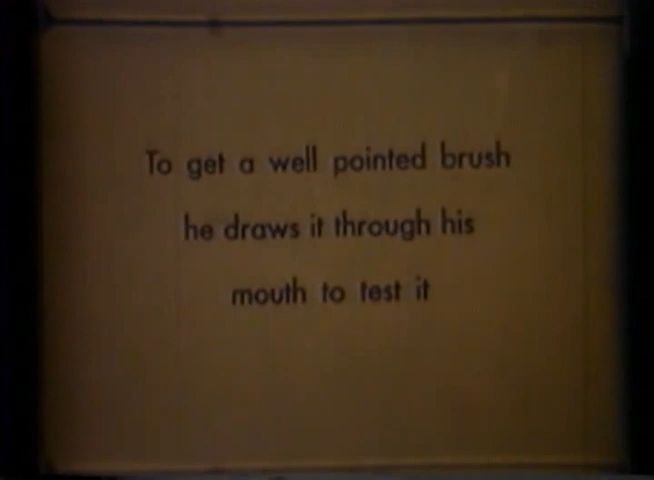 To get a well pointed brush
he draws it through his
mouth to test it